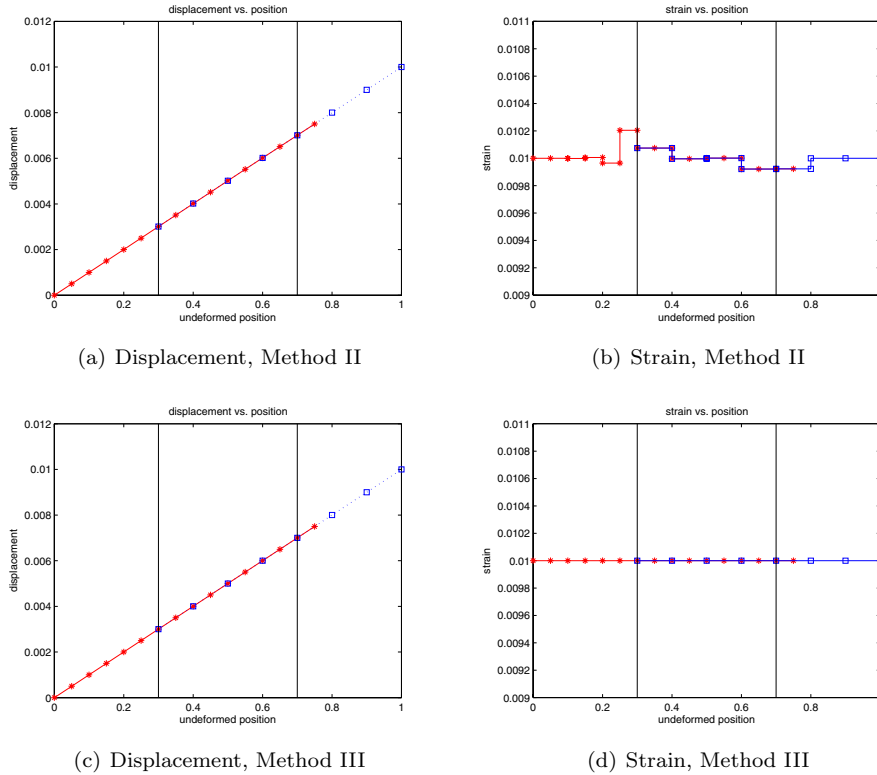 displacement vs. position
0.012
0.01
0.008
0.006
0.004
0.002
0
displacement
0 0.2 0.4 0.6 0.8 1
undeformed position
(a) Displacement, Method II
strain vs. position
0.011
0.0108
0.0106
0.0104
0.0102
0.01
0.0098
0.0096
0.0094
0.0092
0.009
strain
0 0.2 0.4 0.6 0.8
undeformed position
(b) Strain, Method II
displacement vs. position
0.012
0.01
0.008
0.006
0.004
0.002
0
displacement
0 0.2 0.4 0.6 0.8 1
undeformed position
(c) Displacement, Method III
strain vs. position
0.011
0.0108
0.0106
0.0104
0.0102
0.01
0.0098
0.0096
0.0094
0.0092
0.009
strain
0 0.2 0.4 0.6 0.8
undeformed position
(d) Strain, Method III